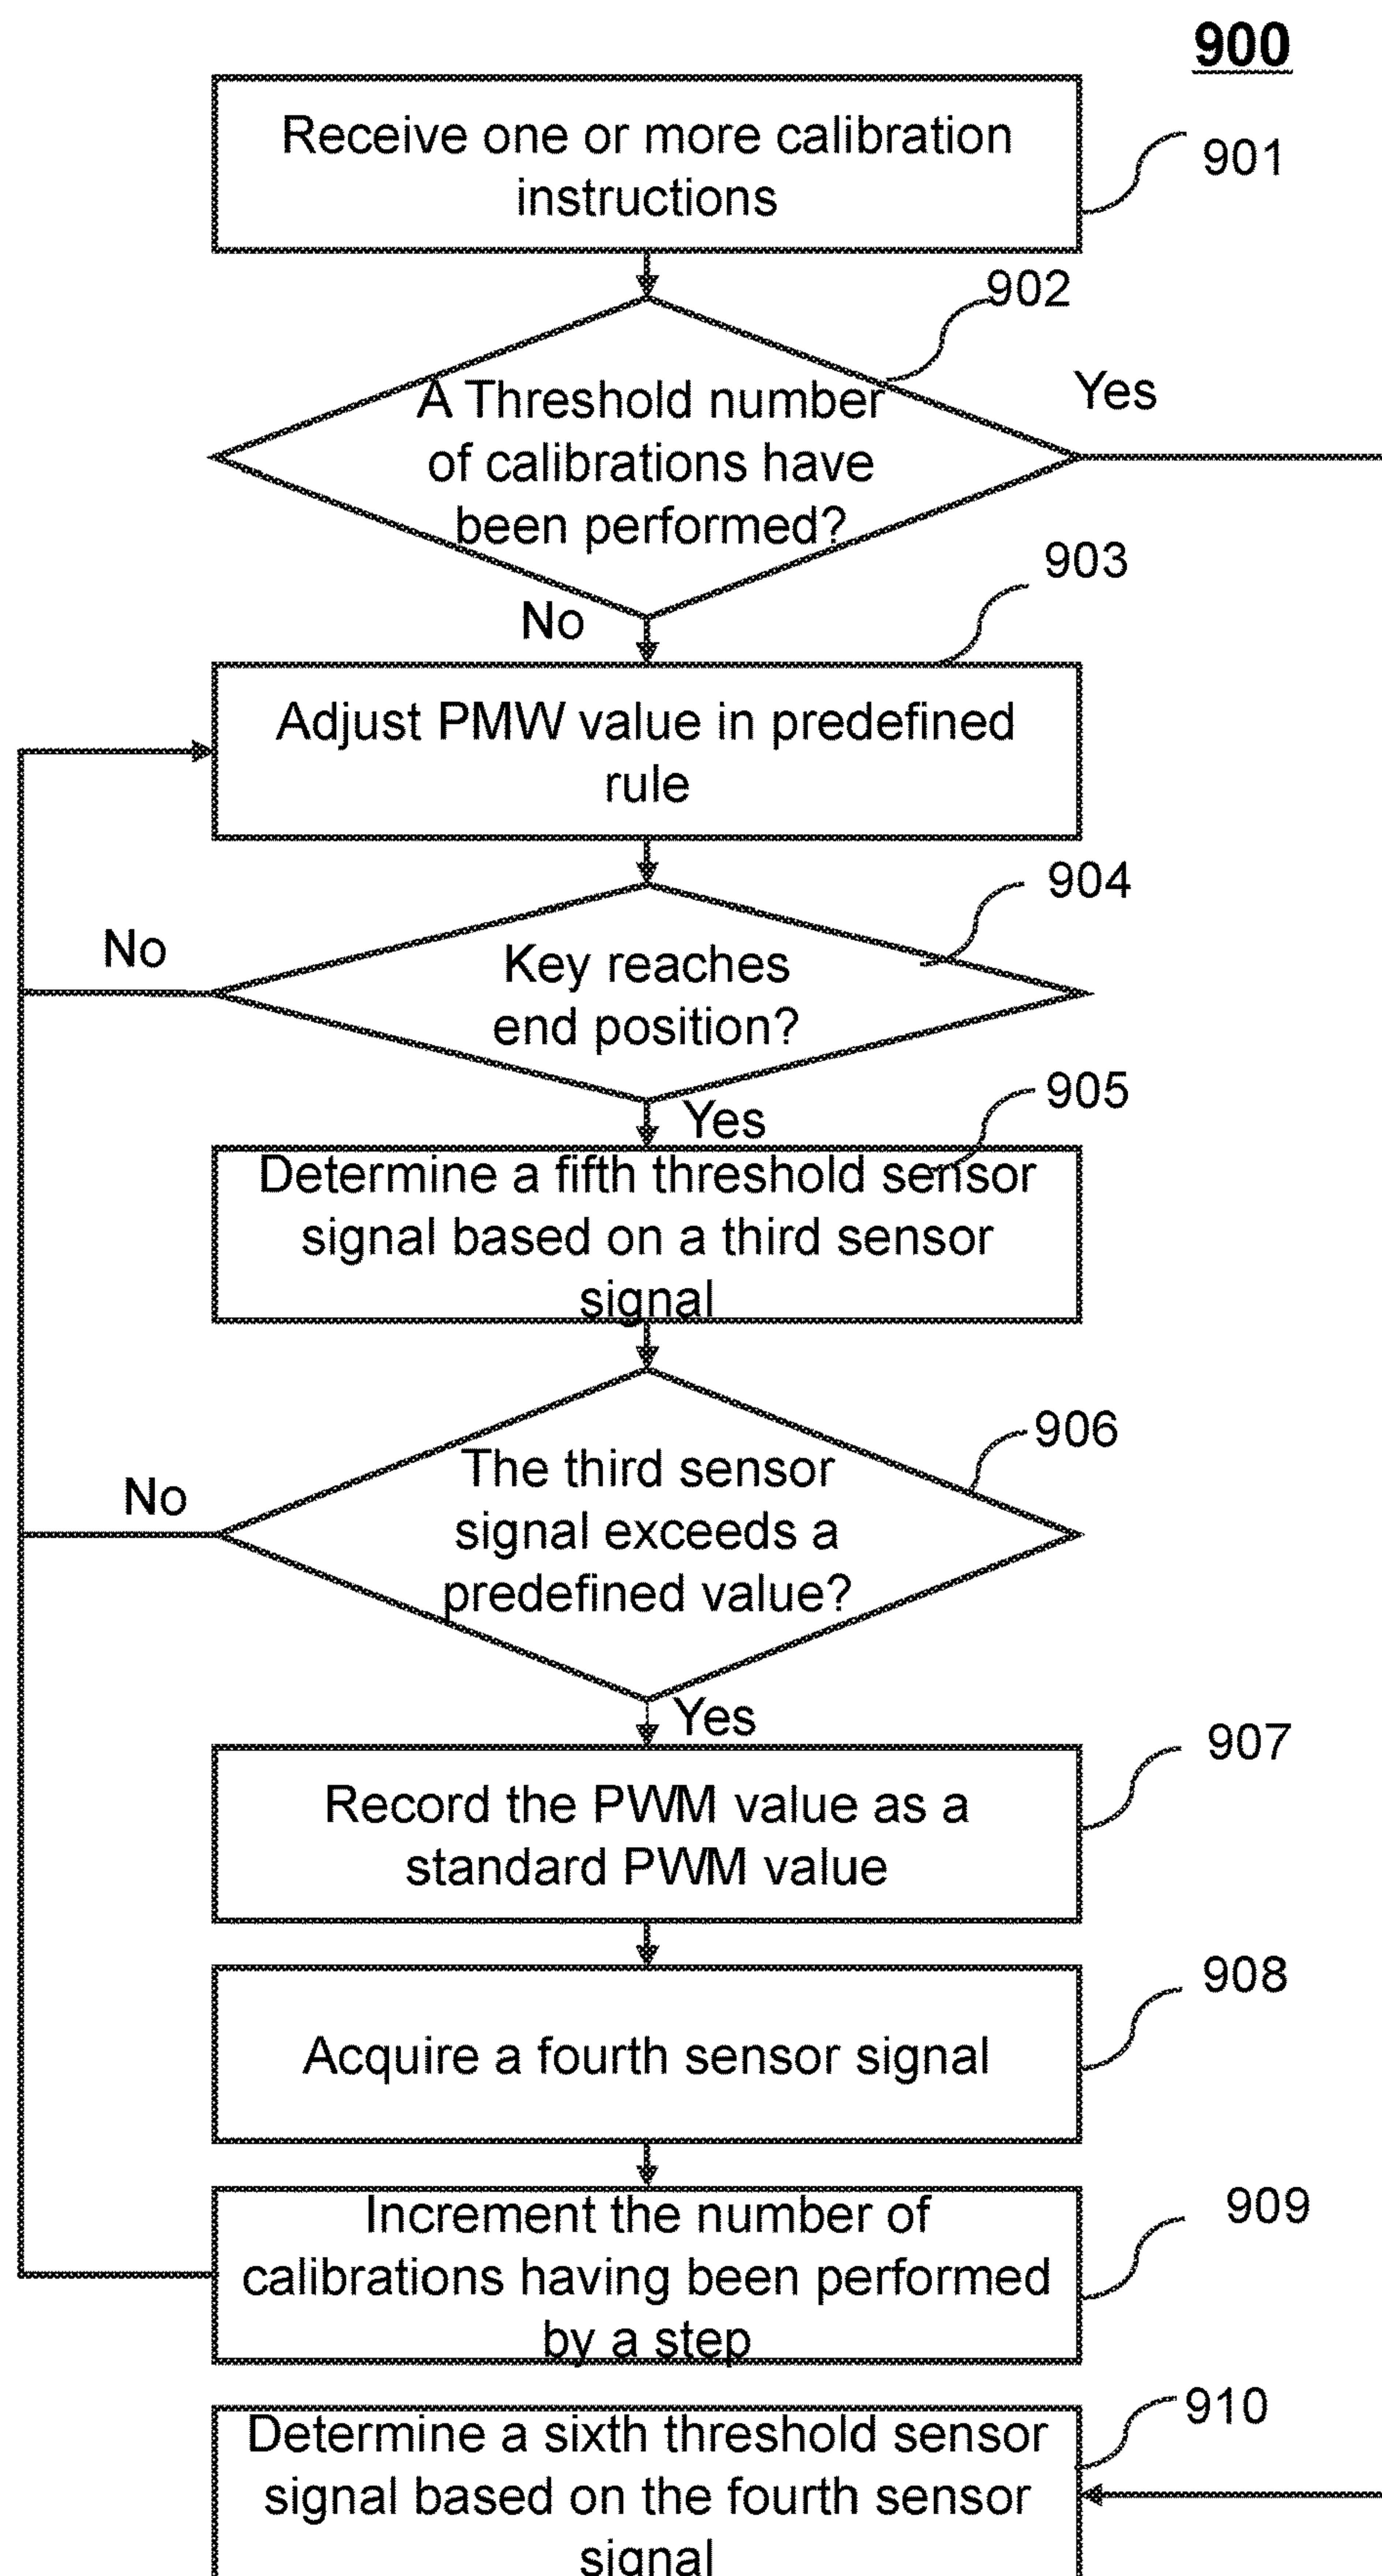 900
Receive one or more calibration
instructions
901
902
A Threshold number
of calibrations have
been performed?
Yes
No
903
Adjust PMW value in predefined
rule
904
Key reaches
end position?
No
Yes
905
Determine a fifth threshold sensor
signal based on a third sensor
signal
906
The third sensor
signal exceeds a
predefined value?
No
Yes
907
Record the PWM value as a
standard PWM value
908
Acquire a fourth sensor signal
909
Increment the number of
calibrations having been performed
by a step
910
Determine a sixth threshold sensor
signal based on the fourth sensor
signal